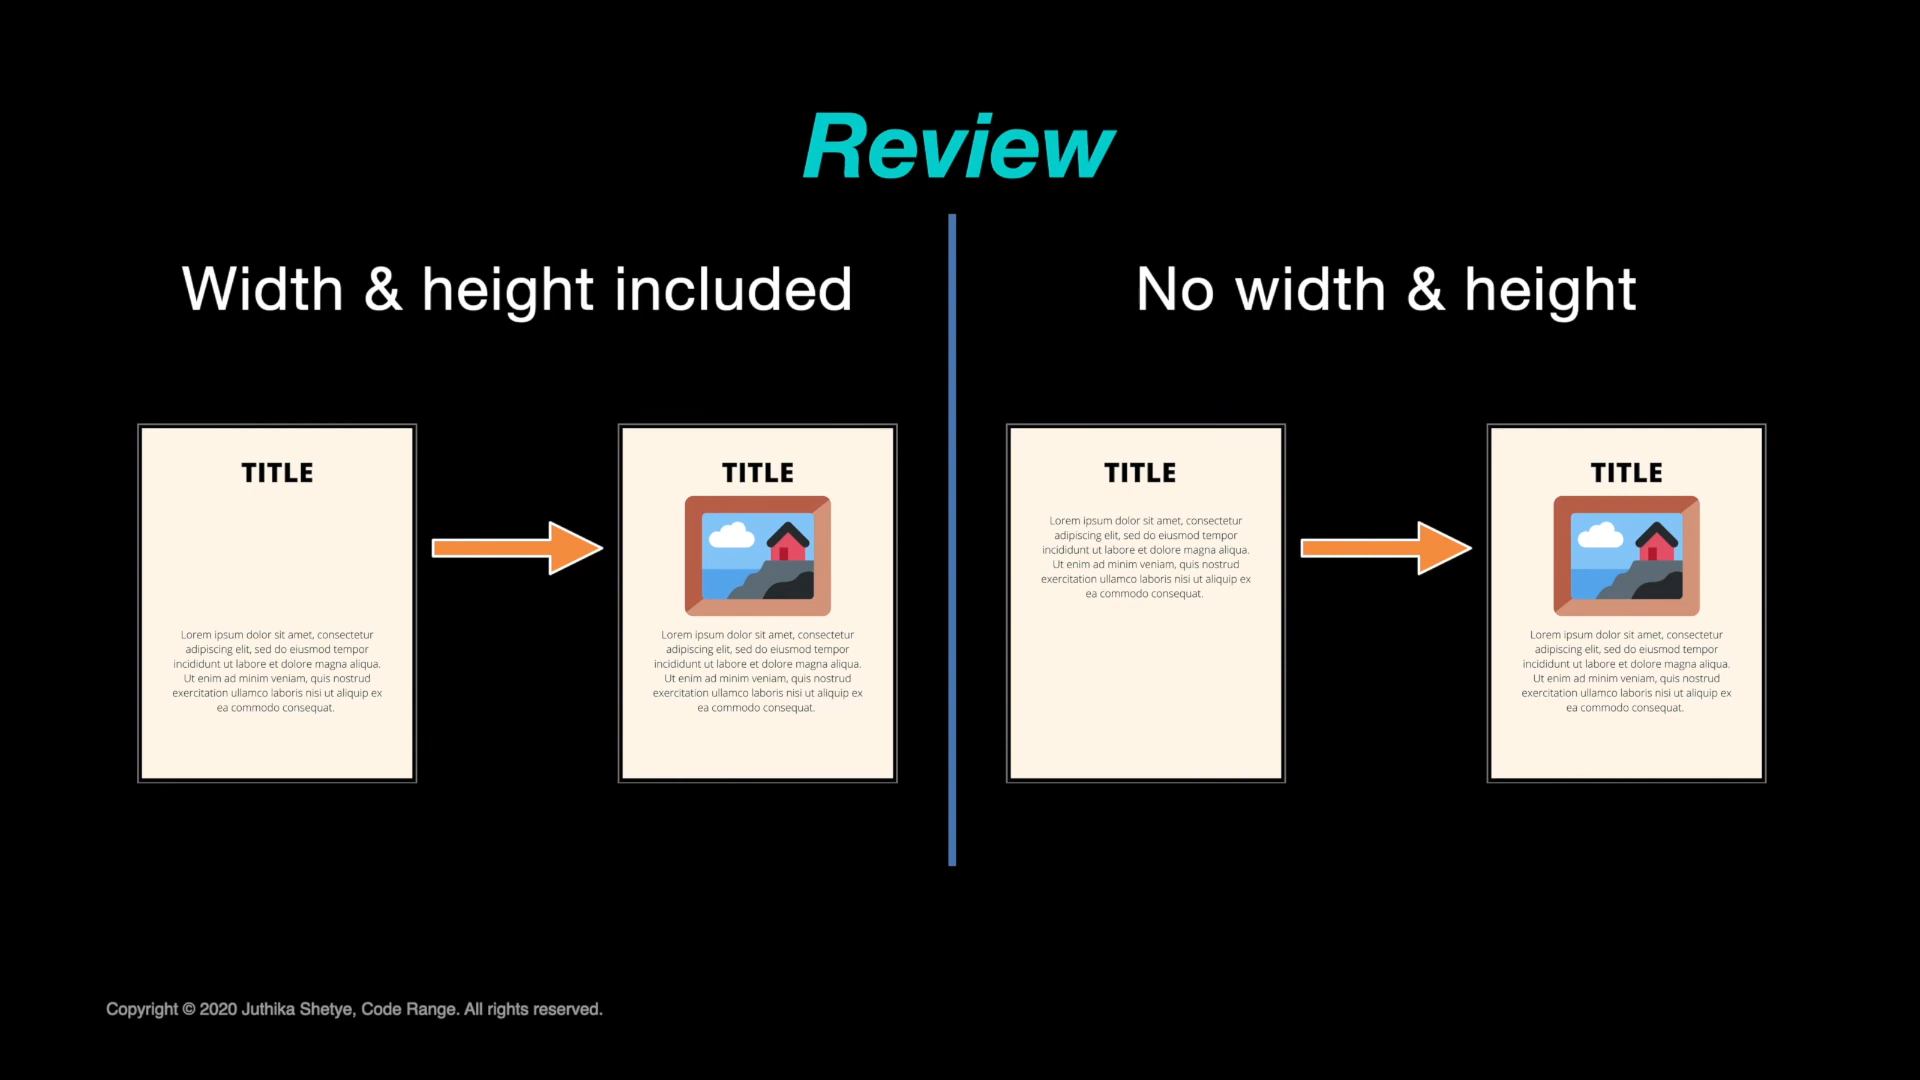 Review
Width & height included
No width & height
TITLE
Lorem ipsum dolor sit amet, consectetur
adipiscing elit, sed do eiusmod tempor
incididunt ut labore et dolore magna aliqua.
Ut enim ad minim veniam, quis nostrud
exercitation ullamco laboris nisi ut aliquip ex
ea commodo consequat.
TITLE
Lorem ipsum dolor sit amet, consectetur
adipiscing elit, sed do eiusmod tempor
incididunt ut labore et dolore magna aliqua.
Ut enim ad minim veniam, quis nostrud
exercitation ullamco laboris nisi ut aliquip ex
ea commodo consequat.
TITLE
Lorem ipsum dolor sit amet, consectetur
adipiscing elit, sed do eiusmod tempor
incididunt ut labore et dolore magna aliqua.
Ut enim ad minim veniam, quis nostrud
exercitation ullamco laboris nisi ut aliquip ex
ea commodo consequat.
TITLE
Lorem ipsum dolor sit amet, consectetur
adipiscing elit, sed do eiusmod tempor
incididunt ut labore et dolore magna aliqua.
Ut enim ad minim veniam, quis nostrud
exercitation ullamco laboris nisi ut aliquip ex
ea commodo consequat.
Copyright © 2020 Juthika Shetye, Code Range. All rights reserved.